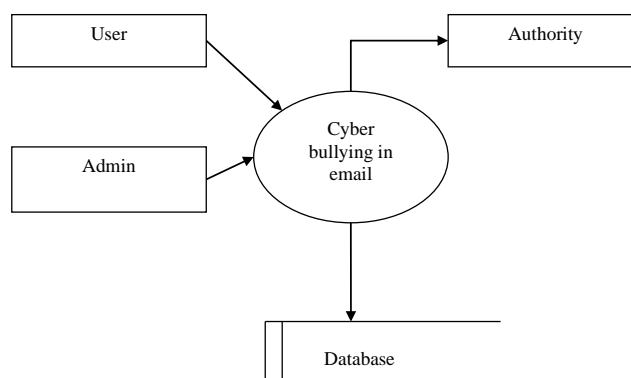 User
Authority
Cyber
bullying in
email
Admin
Database